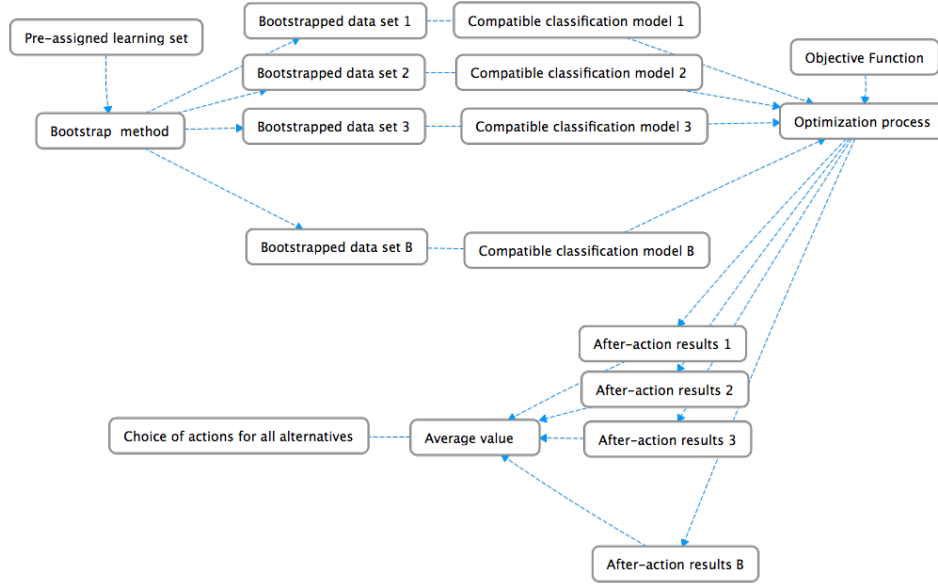 Pre-assigned learning set
Bootstrap method
Bootstrapped data set 1
Compatible classification model 1
Bootstrapped data set 2
Compatible classification model 2
Bootstrapped data set 3
Compatible classification model 3
Bootstrapped data set B
Compatible classification model B
Objective Function
Optimization process
After-action results 1
After-action results 2
After-action results 3
After-action results B
Average value
Choice of actions for all alternatives